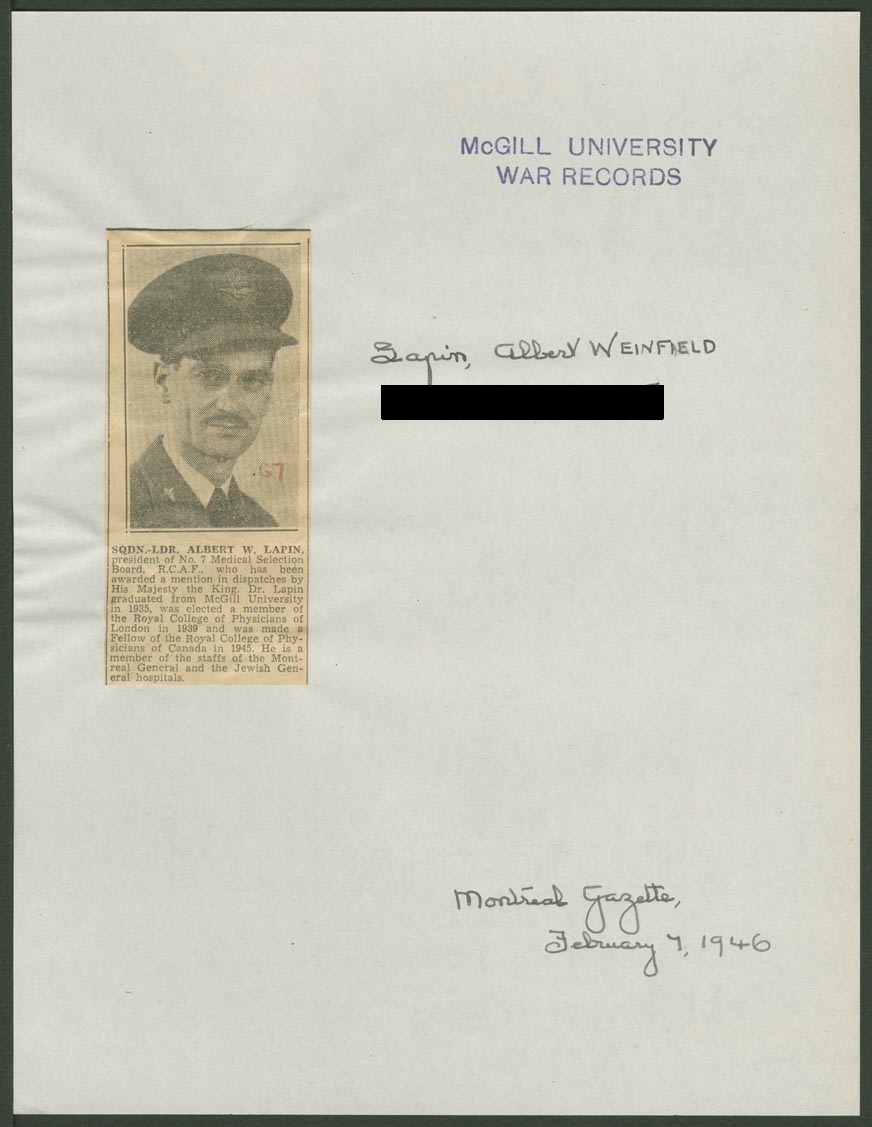 McGILL UNIVERSITY
WAR RECORDS
Lapin, Albert WEINFIELD
.67
SQDN.-LDR. ALBERT W. LAPIN,
president of No. 7 Medical Selection
Board, R.C.A.F., who has been
awarded a mention in dispatches by
His Majesty the King. Dr. Lapin
graduated from McGill University
in 1935, was elected a member of
the Royal College of Physicians of
London in 1939 and was made a
Fellow of the Royal College of Phy-
sicians of Canada in 1945. He is a
member of the staffs of the Mont-
real General and the Jewish Gen-
eral hospitals.
Montreal Gazette,
February 7, 1946